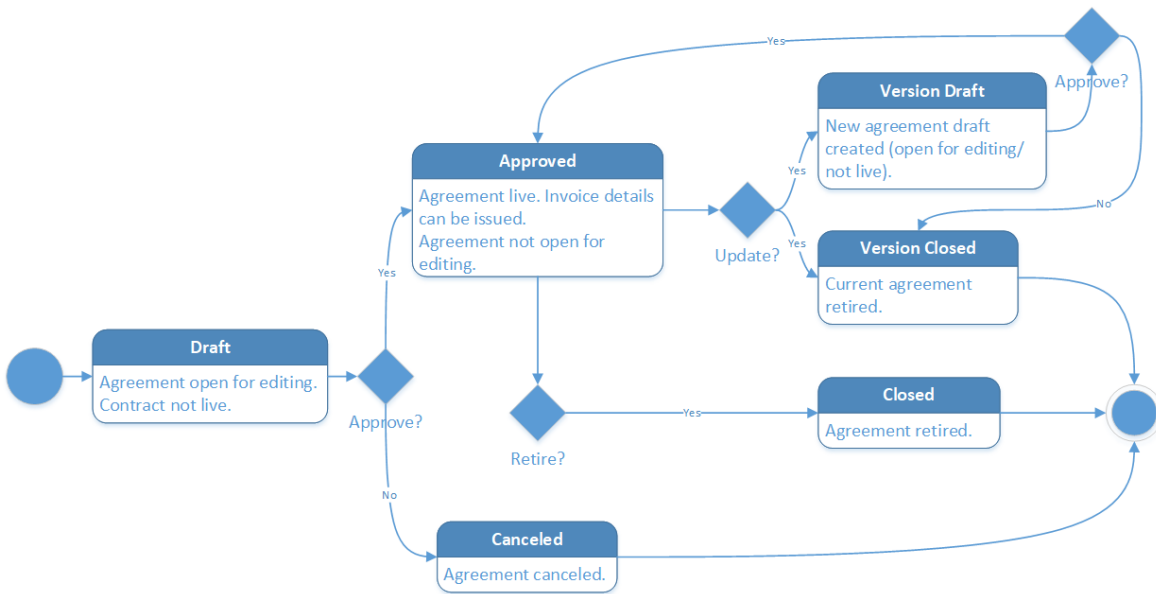 Yes
Approve?
Version Draft
New agreement draft
created (open for editing/
not live).
Approved
Agreement live. Invoice details
can be issued.
Agreement not open for
editing.
Yes
Update?
Yes
No
Version Closed
Current agreement
retired.
Yes
Draft
Agreement open for editing.
Contract not live.
Approve?
Retire?
Yes
Closed
Agreement retired.
No
Canceled
Agreement canceled.